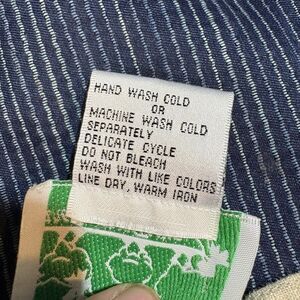 HAND WASH COLD
OR
MACHINE WASH COLD
SEPARATELY
DELICATE CYCLE
DO NOT BLEACH
WASH WITH LIKE COLORS
LINE DRY, WARM IRON